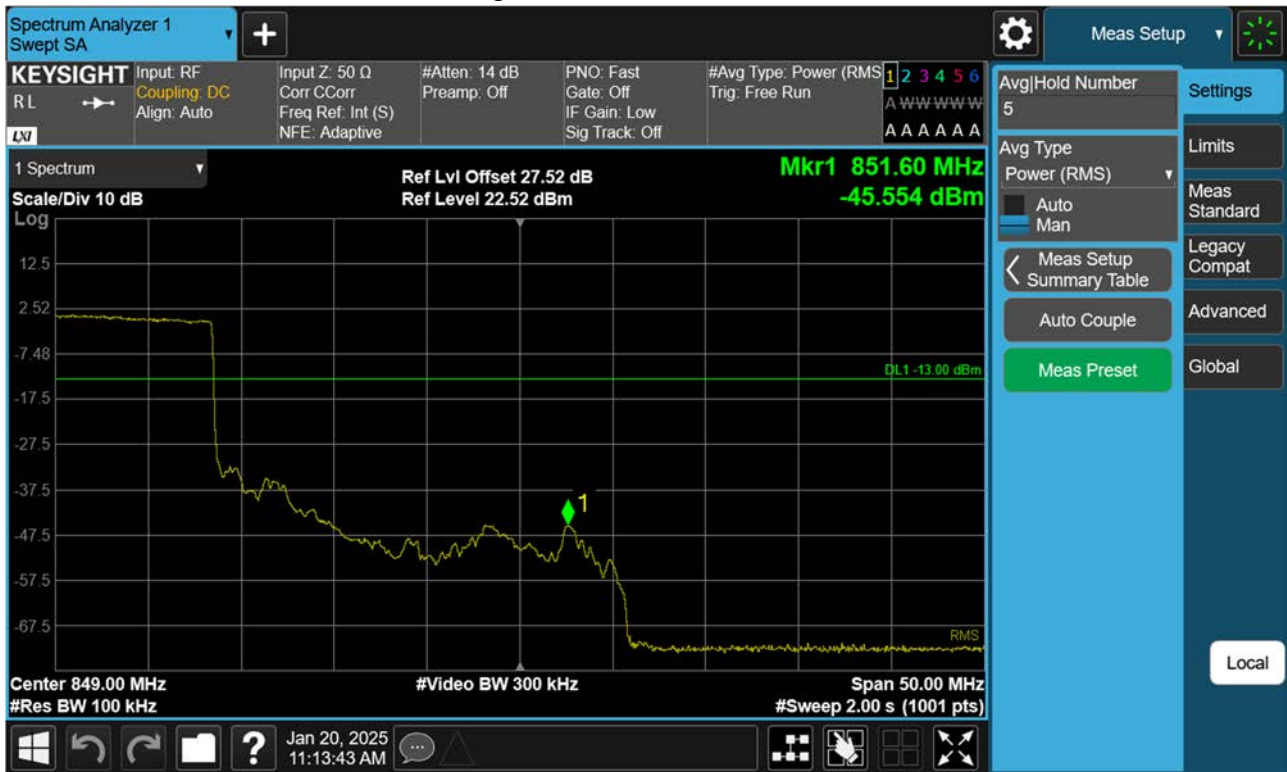 Spectrum Analyzer 1
Swept SA
+
Meas Setup
KEYSIGHT
R L
LXI
Input: RF
Coupling: DC
Align: Auto
Input Z: 50 Ω
Corr CCorr
Freq Ref: Int (S)
NFE: Adaptive
#Atten: 14 dB
Preamp: Off
PNO: Fast
Gate: Off
IF Gain: Low
Sig Track: Off
#Avg Type: Power (RMS
Trig: Free Run
1 2 3 4 5 6
A W W W W W
A A A A A A
1 Spectrum
Scale/Div 10 dB
Log
Ref Lvl Offset 27.52 dB
Ref Level 22.52 dBm
Mkr1 851.60 MHz
-45.554 dBm
12.5
2.52
-7.48
-17.5
-27.5
-37.5
-47.5
-57.5
-67.5
DL1 -13.00 dBm
1
RMS
Center 849.00 MHz
#Res BW 100 kHz
#Video BW 300 kHz
Span 50.00 MHz
#Sweep 2.00 s (1001 pts)
Avg|Hold Number
5
Avg Type
Power (RMS)
Auto
Man
Meas Setup
Summary Table
Auto Couple
Meas Preset
Settings
Limits
Meas
Standard
Legacy
Compat
Advanced
Global
Local
?
Jan 20, 2025
11:13:43 AM